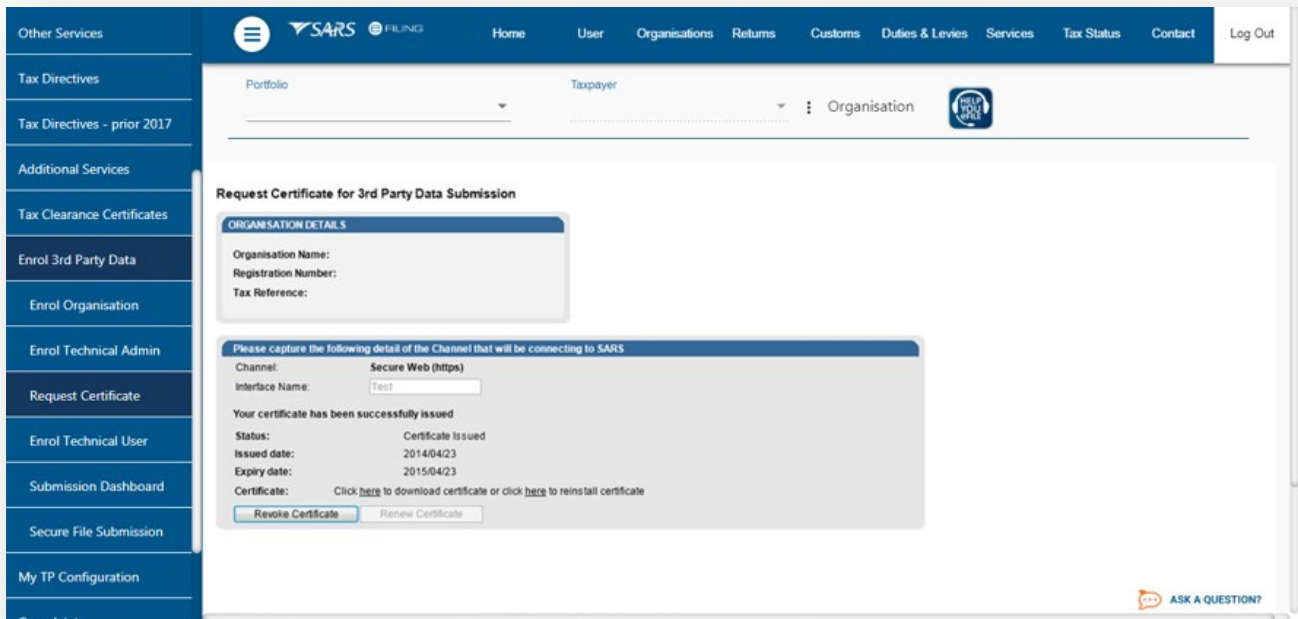 Other Services
SARS eFILING
Home
User
Organisations
Returns
Customs
Duties & Levies
Services
Tax Status
Contact
Log Out
Tax Directives
Tax Directives - prior 2017
Additional Services
Tax Clearance Certificates
Enrol 3rd Party Data
Enrol Organisation
Enrol Technical Admin
Request Certificate
Enrol Technical User
Submission Dashboard
Secure File Submission
My TP Configuration
Portfolio
Taxpayer
Organisation
HELP
YOU
eFILE
Request Certificate for 3rd Party Data Submission
ORGANISATION DETAILS
Organisation Name:
Registration Number:
Tax Reference:
Please capture the following detail of the Channel that will be connecting to SARS
Channel: Secure Web (https)
Interface Name: Test
Your certificate has been successfully issued
Status: Certificate Issued
Issued date: 2014/04/23
Expiry date: 2015/04/23
Certificate: Click here to download certificate or click here to reinstall certificate
Revoke Certificate Renew Certificate
ASK A QUESTION?